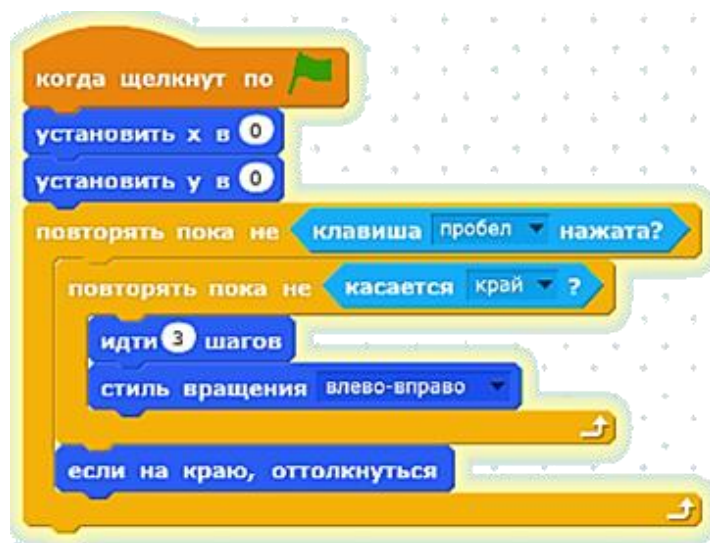 когда щелкнут по
установить x в 0
установить y в 0
повторять пока не клавиша пробел нажата?
повторять пока не касается край ?
идти 3 шагов
стиль вращения влево-вправо
если на краю, оттолкнуться